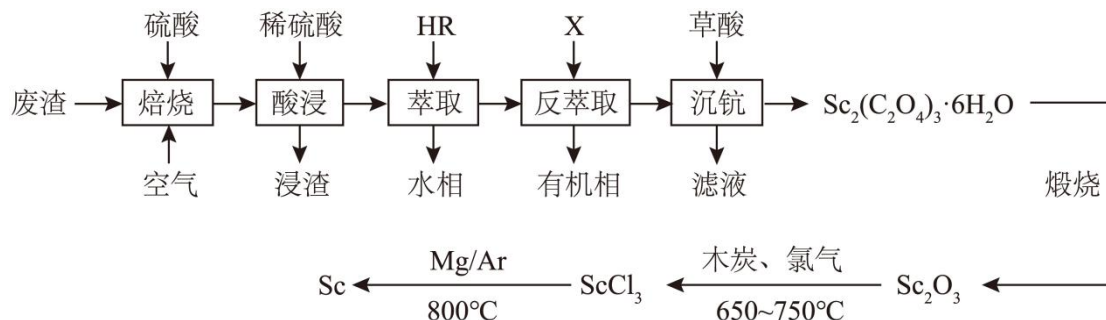 硫酸 稀硫酸 HR X 草酸
废渣 焙烧 酸浸 萃取 反萃取 沉钪 Sc₂(C₂O₄)₃·6H₂O
空气 浸渣 水相 有机相 滤液 煅烧
Mg/Ar 木炭、氯气
Sc ScCl₃ Sc₂O₃
800℃ 650~750℃